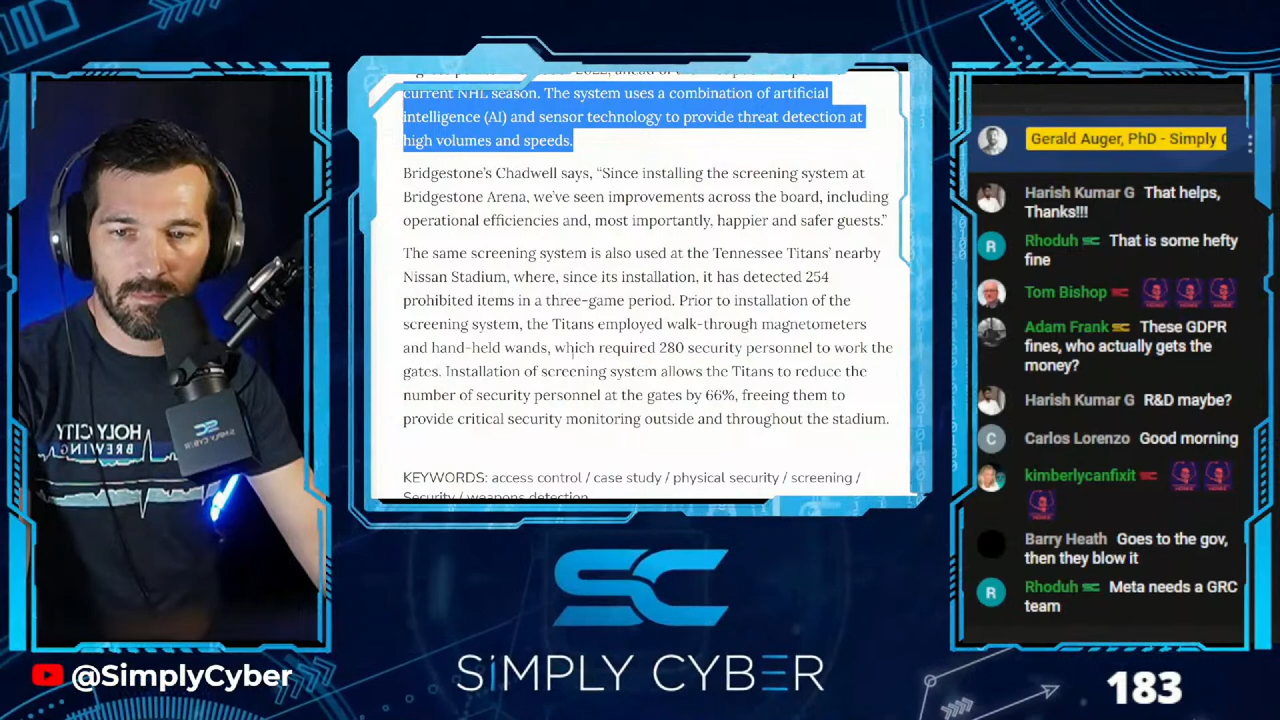 current NHL season. The system uses a combination of artificial
intelligence (AI) and sensor technology to provide threat detection at
high volumes and speeds.
Bridgestone's Chadwell says, “Since installing the screening system at
Bridgestone Arena, we've seen improvements across the board, including
operational efficiencies and, most importantly, happier and safer guests.”
The same screening system is also used at the Tennessee Titans' nearby
Nissan Stadium, where, since its installation, it has detected 254
prohibited items in a three-game period. Prior to installation of the
screening system, the Titans employed walk-through magnetometers
and hand-held wands, which required 280 security personnel to work the
gates. Installation of screening system allows the Titans to reduce the
number of security personnel at the gates by 66%, freeing them to
provide critical security monitoring outside and throughout the stadium.
KEYWORDS: access control / case study / physical security / screening /
Security / weapons detection
Gerald Auger, PhD - Simply C
Harish Kumar G That helps,
Thanks!!!
Rhoduh That is some hefty
fine
Tom Bishop
Adam Frank These GDPR
fines, who actually gets the
money?
Harish Kumar G R&D maybe?
Carlos Lorenzo Good morning
kimberlycanfixit
Barry Heath Goes to the gov,
then they blow it
Rhoduh Meta needs a GRC
team
HOLY CITY
BREWING
SC
SIMPLY CYBER
@SimplyCyber
183